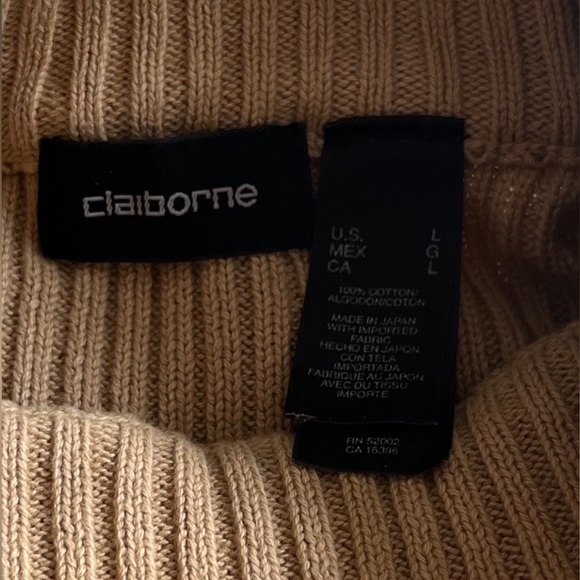 claiborne
U.S. L
MEX G
CA L
100% COTTON/
ALGODON/COTON
MADE IN JAPAN
WITH IMPORTED
FABRIC
HECHO EN JAPON
CON TELA
IMPORTADA
FABRIQUE AU JAPON
AVEC DU TISSU
IMPORTÉ
RN 52002
CA 16396